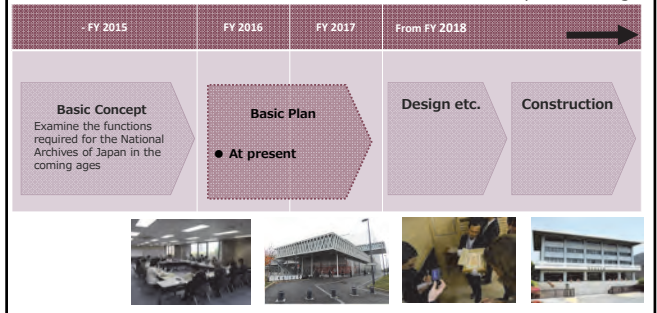 - FY 2015
FY 2016
FY 2017
From FY 2018
Basic Concept
Examine the functions
required for the National
Archives of Japan in the
coming ages
Basic Plan
● At present
Design etc.
Construction